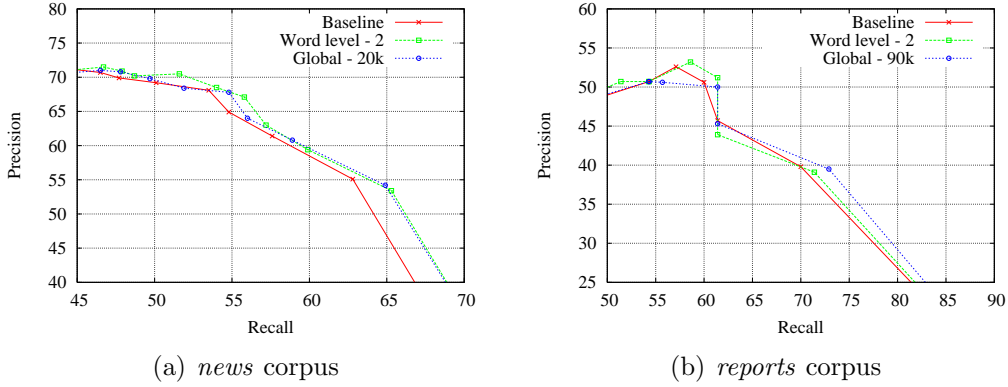 Precision
80
75
70
65
60
55
50
45
40
45 50 55 60 65 70
Recall
Baseline
Word level - 2
Global - 20k
(a) news corpus
Precision
60
55
50
45
40
35
30
25
50 55 60 65 70 75 80 85 90
Recall
Baseline
Word level - 2
Global - 90k
(b) reports corpus